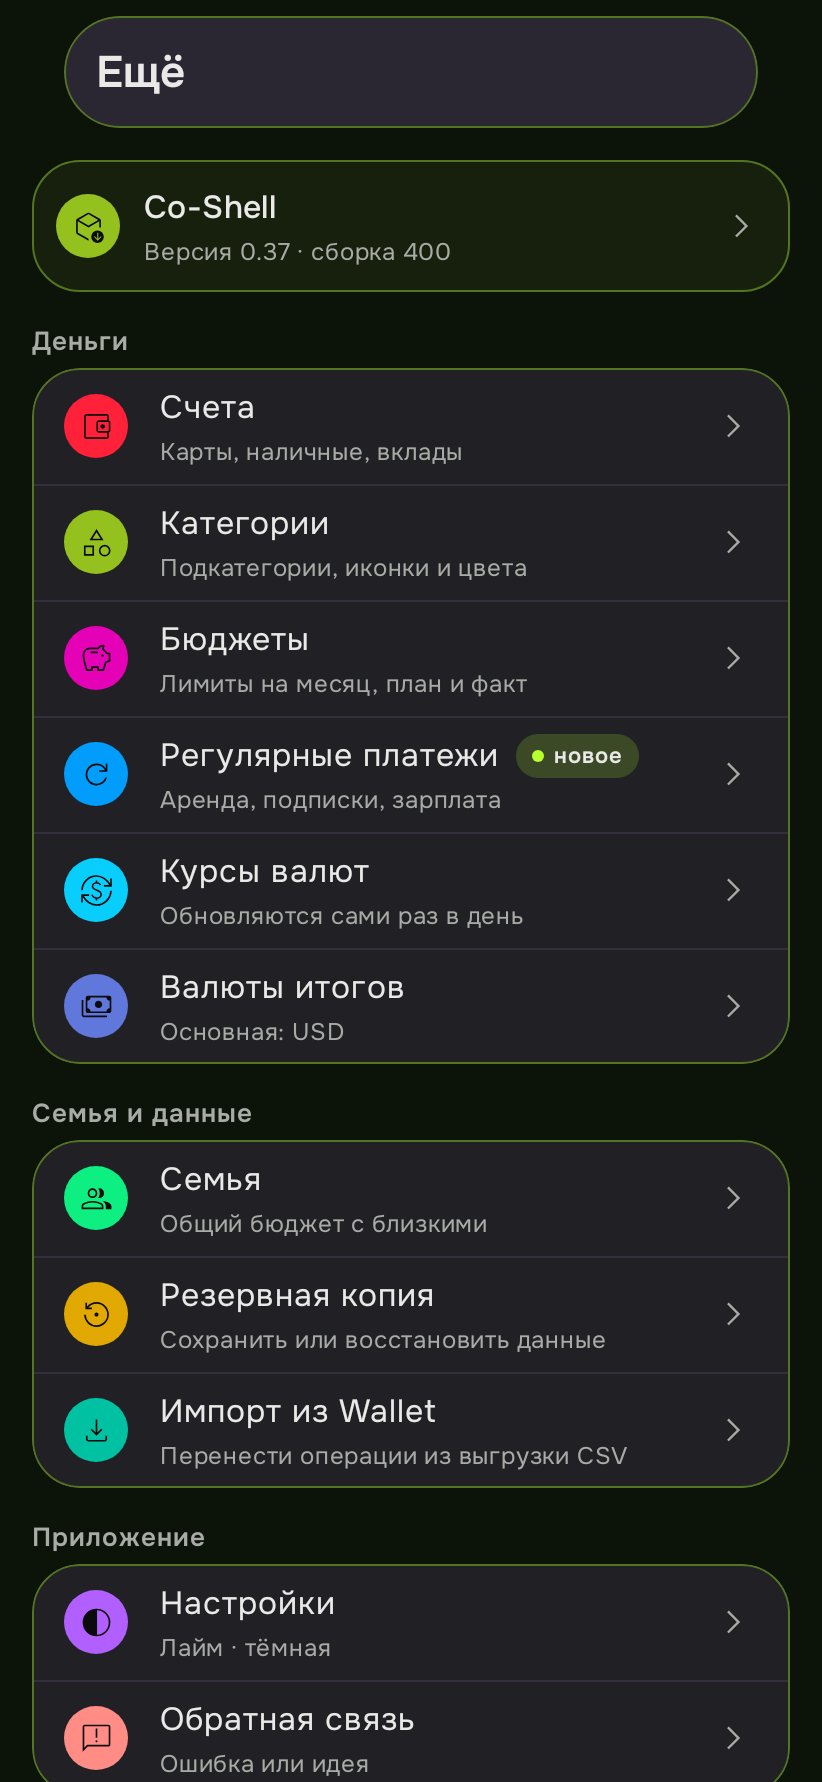 Ещё
Co-Shell
Версия 0.37 · сборка 400
Деньги
Счета
Карты, наличные, вклады
Категории
Подкатегории, иконки и цвета
Бюджеты
Лимиты на месяц, план и факт
Регулярные платежи новое
Аренда, подписки, зарплата
Курсы валют
Обновляются сами раз в день
Валюты итогов
Основная: USD
Семья и данные
Семья
Общий бюджет с близкими
Резервная копия
Сохранить или восстановить данные
Импорт из Wallet
Перенести операции из выгрузки CSV
Приложение
Настройки
Лайм · тёмная
Обратная связь
Ошибка или идея